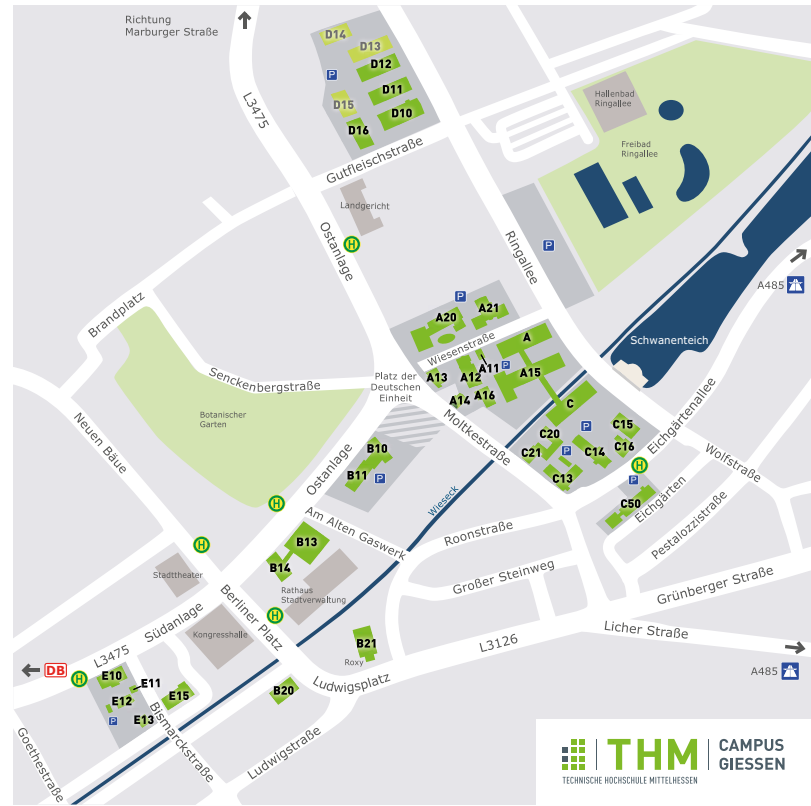 Richtung
Marburger Straße
D14
D13
D12
P
D11
D15
D10
D16
L3475
Gutfleischstraße
Hallenbad
Ringallee
Freibad
Ringallee
Landgericht
H
Ostanlage
Ringallee
P
A485
Brandplatz
P
A21
A20
Schwanenteich
Wiesenstraße
A
P
A11
A15
A13
A12
A14
A16
Platz der
Deutschen
Einheit
Senckenbergstraße
C
Botanischer
Garten
Neuen Bäue
Moltkestraße
Eichgärtenallee
C15
P
C20
C16
C21
P
C14
C13
Wolfstraße
H
P
B10
B11
P
Ostanlage
Wieseck
C50
Eichgärten
Pestalozzistraße
H
Am Alten Gaswerk
Roonstraße
H
B13
B14
Stadttheater
Rathaus
Stadtverwaltung
Großer Steinweg
Grünberger Straße
Berliner Platz
H
Südanlage
Kongresshalle
Licher Straße
L3126
B21
Roxy
L3475
DB
H
A485
E10
E11
E12
E15
E13
P
B20
Ludwigsplatz
Bismarckstraße
Ludwigstraße
Goethestraße
THM
CAMPUS
GIESSEN
TECHNISCHE HOCHSCHULE MITTELHESSEN